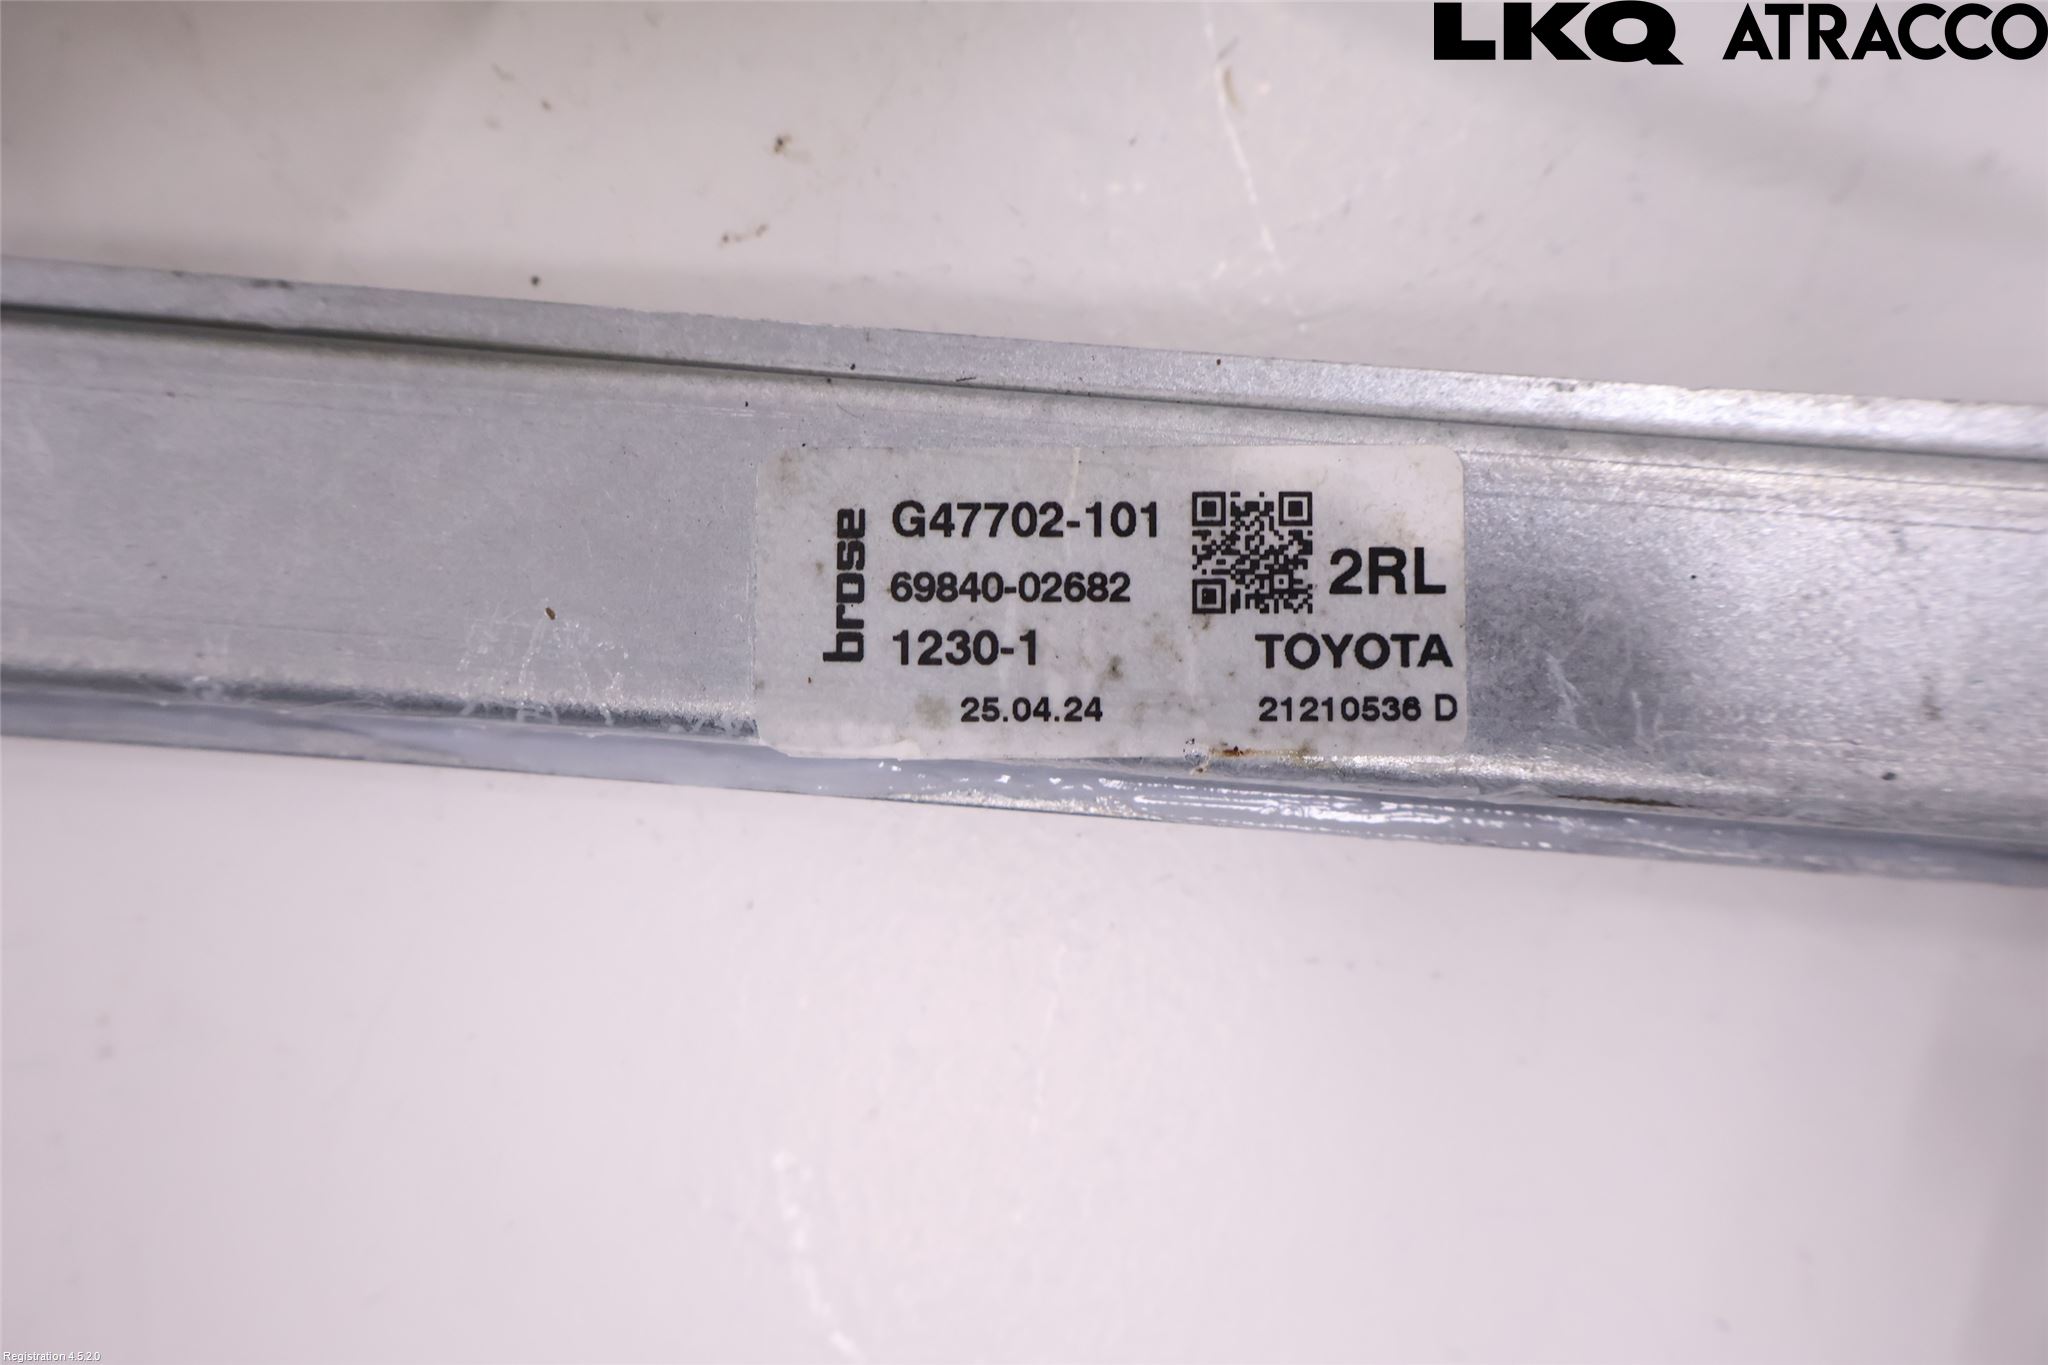 LKQ ATRACCO
brose
G47702-101
69840-02682
1230-1
25.04.24
2RL
TOYOTA
21210536 D
Registration 4.5.2.0